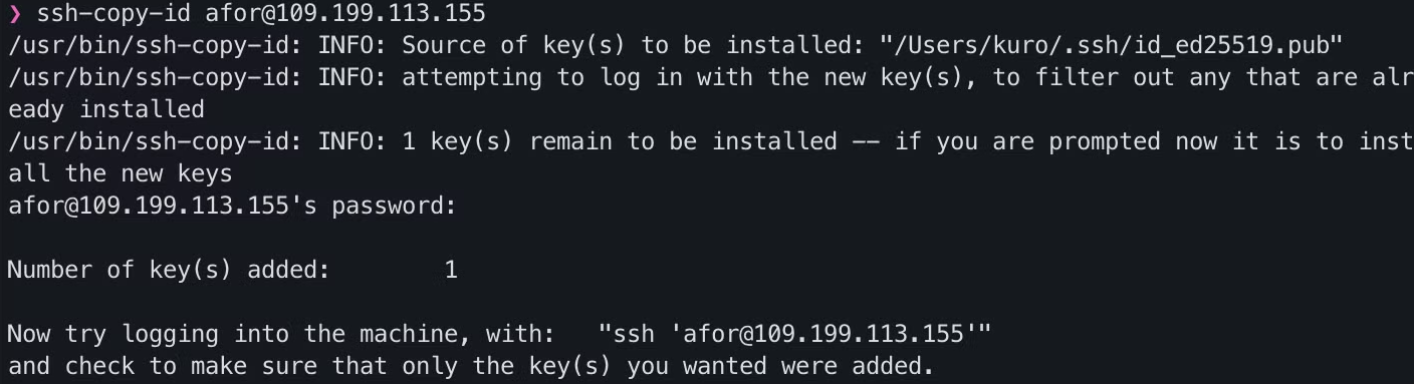 ❯ ssh-copy-id afor@109.199.113.155
/usr/bin/ssh-copy-id: INFO: Source of key(s) to be installed: "/Users/kuro/.ssh/id_ed25519.pub"
/usr/bin/ssh-copy-id: INFO: attempting to log in with the new key(s), to filter out any that are alr
eady installed
/usr/bin/ssh-copy-id: INFO: 1 key(s) remain to be installed -- if you are prompted now it is to inst
all the new keys
afor@109.199.113.155's password:
Number of key(s) added:        1
Now try logging into the machine, with:   "ssh 'afor@109.199.113.155'"
and check to make sure that only the key(s) you wanted were added.